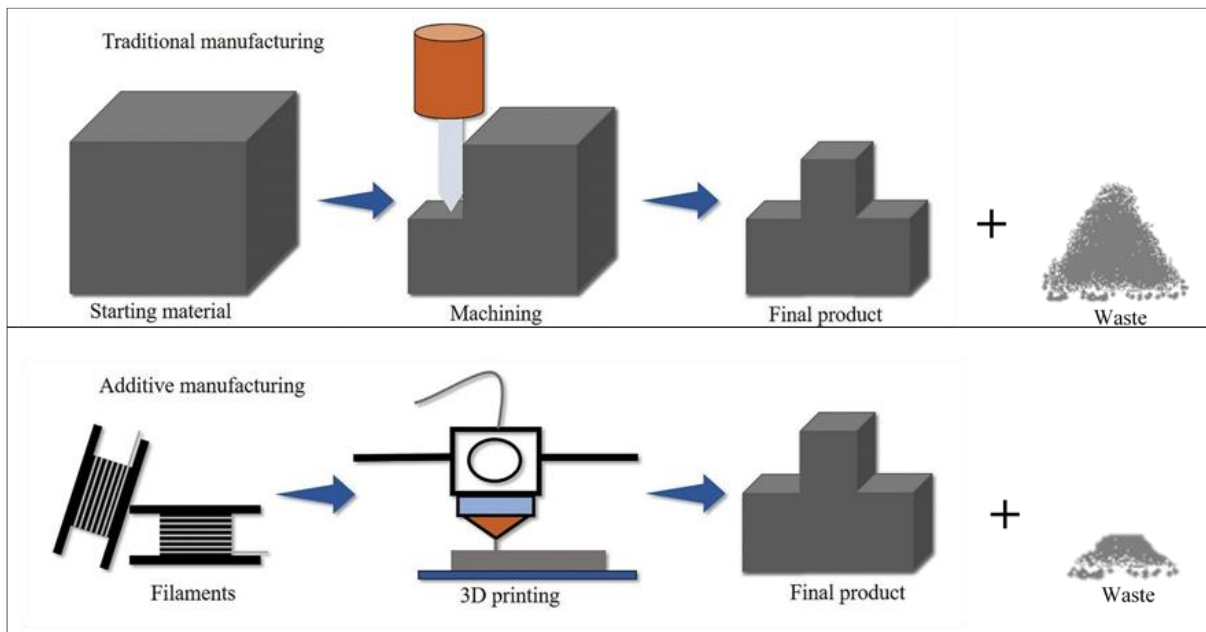 Traditional manufacturing
Starting material
Machining
Final product
+
Waste
Additive manufacturing
Filaments
3D printing
Final product
+
Waste